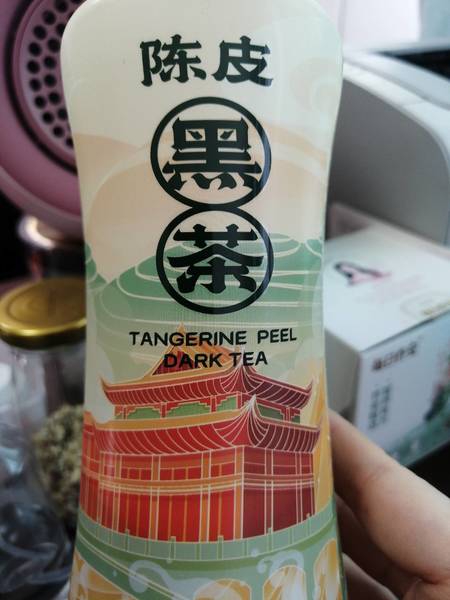 陈皮
黑
茶
TANGERINE PEEL
DARK TEA